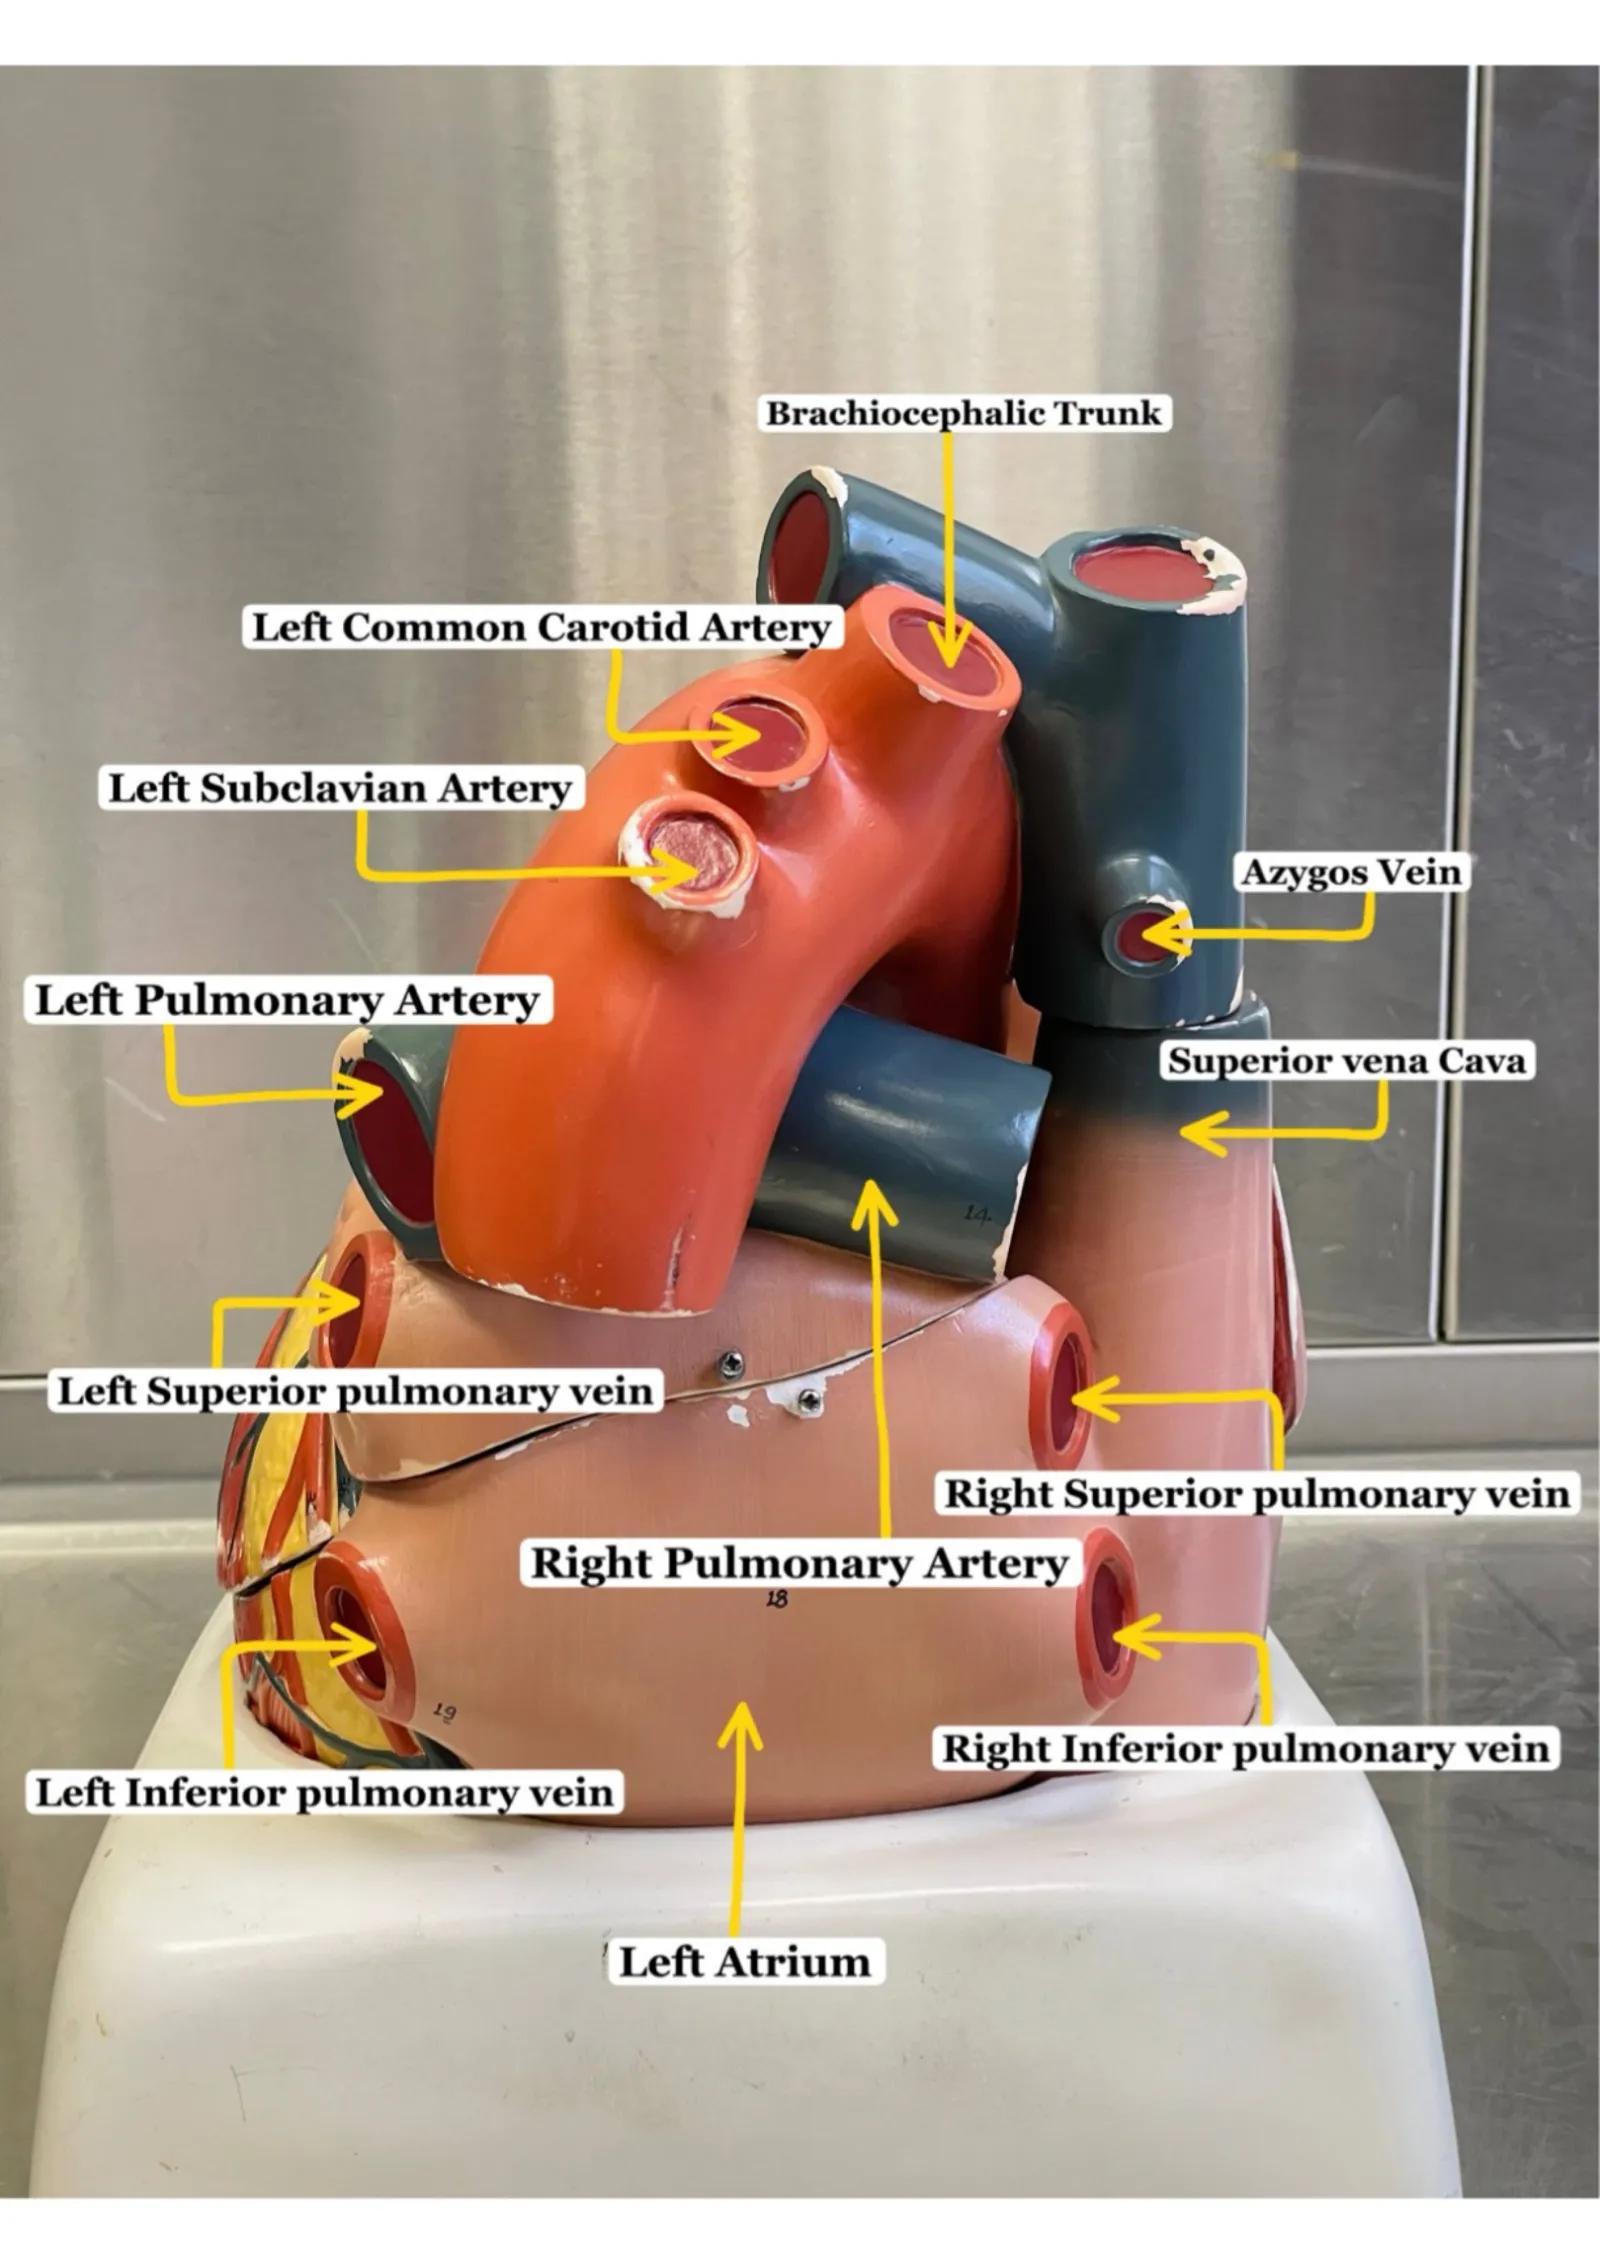 Brachiocephalic Trunk
Left Common Carotid Artery
Left Subclavian Artery
Azygos Vein
Left Pulmonary Artery
Superior vena Cava
14.
Left Superior pulmonary vein
Right Superior pulmonary vein
Right Pulmonary Artery
18
19
Right Inferior pulmonary vein
Left Inferior pulmonary vein
Left Atrium